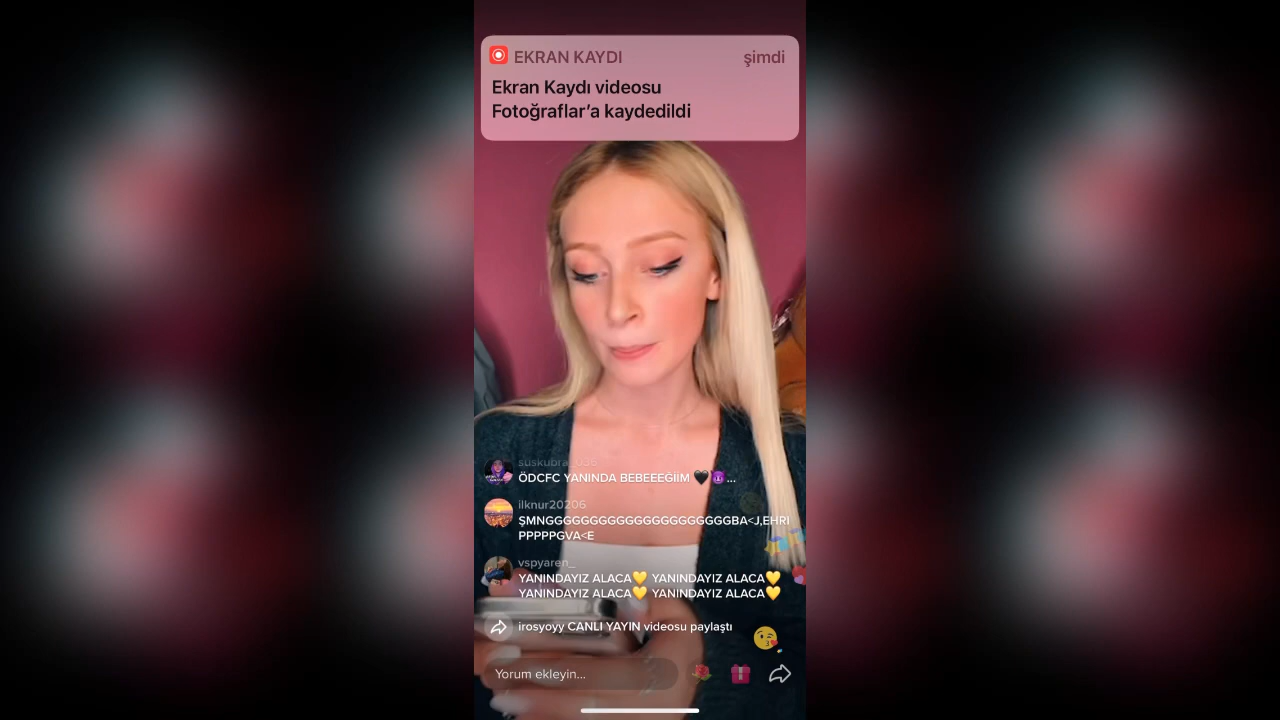 EKRAN KAYDI şimdi
Ekran Kaydı videosu
Fotoğraflar'a kaydedildi
ÖDCFC YANINDA BEBEEEĞİİM 🖤😈...
ilknur20206
ŞMNGGGGGGGGGGGGGGGGGGGGGBA<J,EHRI
PPPPPGVA<E
vspyaren_
YANINDAYIZ ALACA💛 YANINDAYIZ ALACA💛
YANINDAYIZ ALACA💛 YANINDAYIZ ALACA💛
irosyoyy CANLI YAYIN videosu paylaştı
Yorum ekleyin...